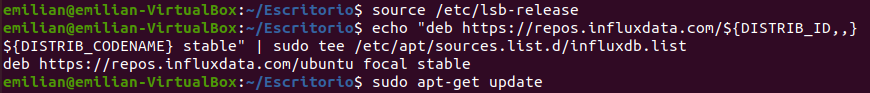 emilian@emilian-VirtualBox:~/Escritorio$ source /etc/lsb-release
emilian@emilian-VirtualBox:~/Escritorio$ echo "deb https://repos.influxdata.com/${DISTRIB_ID,,}
${DISTRIB_CODENAME} stable" | sudo tee /etc/apt/sources.list.d/influxdb.list
deb https://repos.influxdata.com/ubuntu focal stable
emilian@emilian-VirtualBox:~/Escritorio$ sudo apt-get update